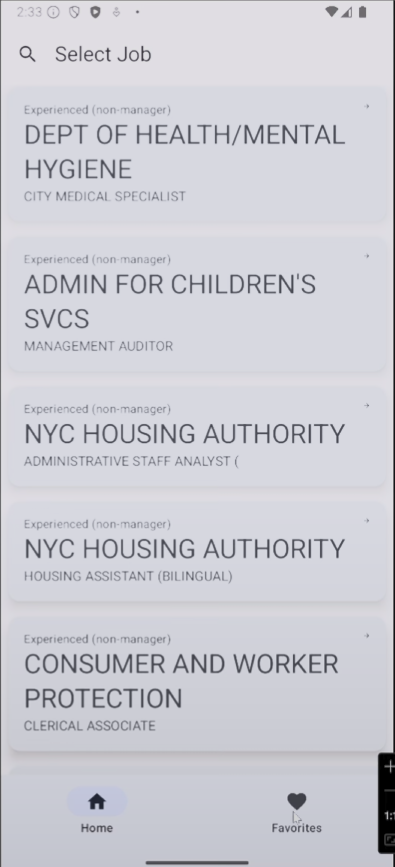 2:33
Select Job
Experienced (non-manager)
DEPT OF HEALTH/MENTAL
HYGIENE
CITY MEDICAL SPECIALIST
Experienced (non-manager)
ADMIN FOR CHILDREN'S
SVCS
MANAGEMENT AUDITOR
Experienced (non-manager)
NYC HOUSING AUTHORITY
ADMINISTRATIVE STAFF ANALYST (
Experienced (non-manager)
NYC HOUSING AUTHORITY
HOUSING ASSISTANT (BILINGUAL)
Experienced (non-manager)
CONSUMER AND WORKER
PROTECTION
CLERICAL ASSOCIATE
Home
Favorites